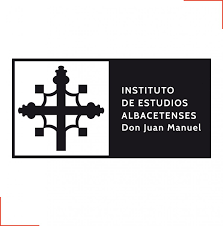 INSTITUTO
DE ESTUDIOS
ALBACETENSES
Don Juan Manuel